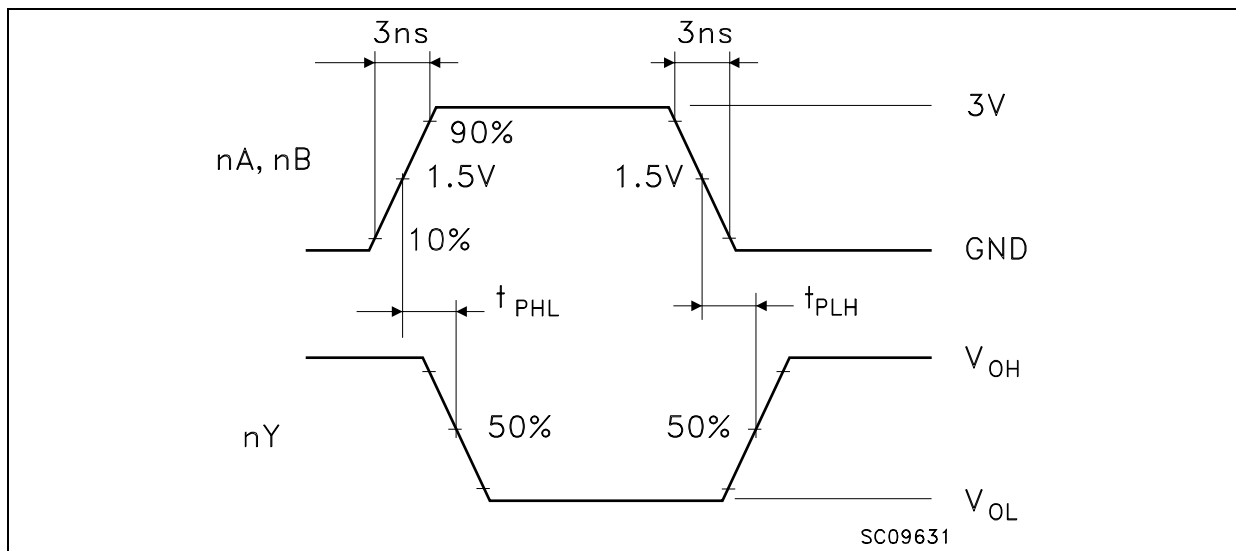 3ns 3ns
3V
90%
nA, nB 1.5V 1.5V
10% GND
t PHL tPLH
VOH
nY 50% 50%
VOL
SC09631